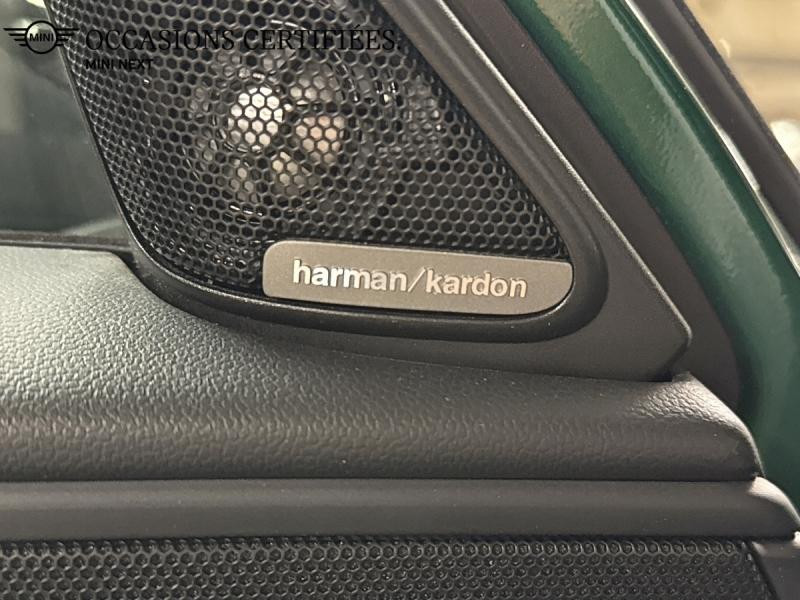 MINI
OCCASIONS CERTIFIÉES.
MINI NEXT
harman/kardon